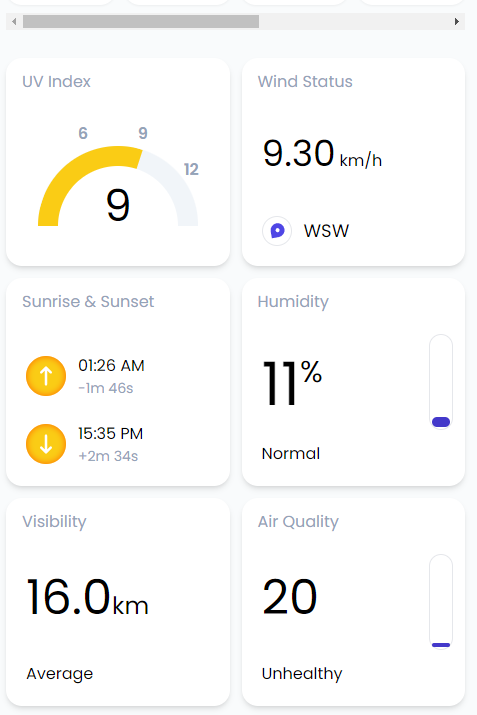 UV Index
6
9
12
9
Wind Status
9.30 km/h
WSW
Sunrise & Sunset
01:26 AM
-1m 46s
15:35 PM
+2m 34s
Humidity
11%
Normal
Visibility
16.0km
Average
Air Quality
20
Unhealthy